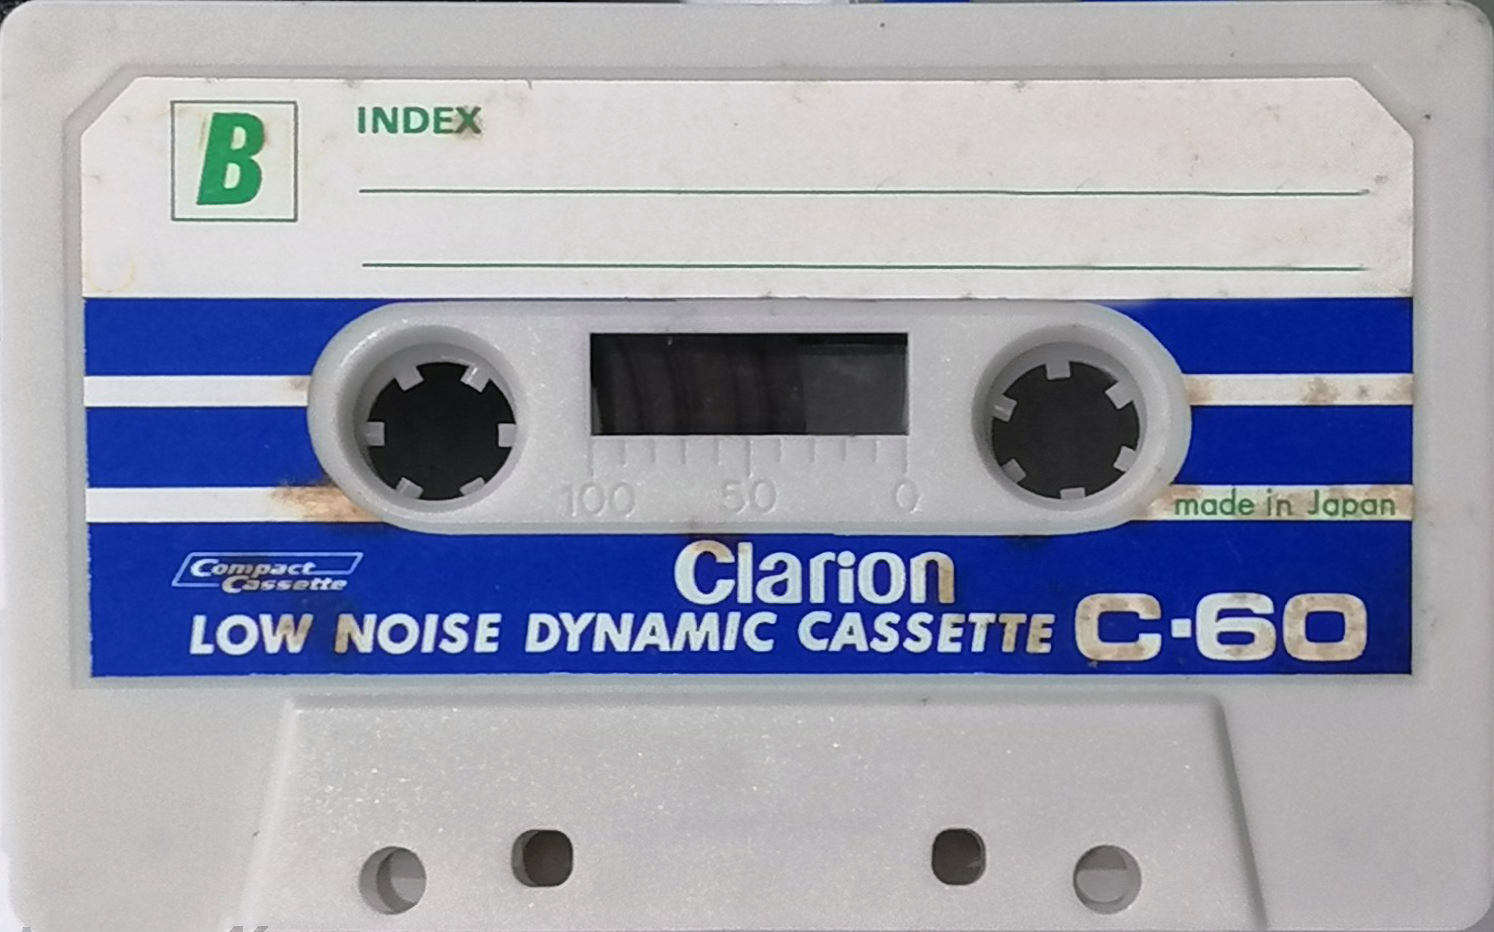 B
INDEX
100 50 0
made in Japan
Compact
Cassette
Clarion
LOW NOISE DYNAMIC CASSETTE C-60